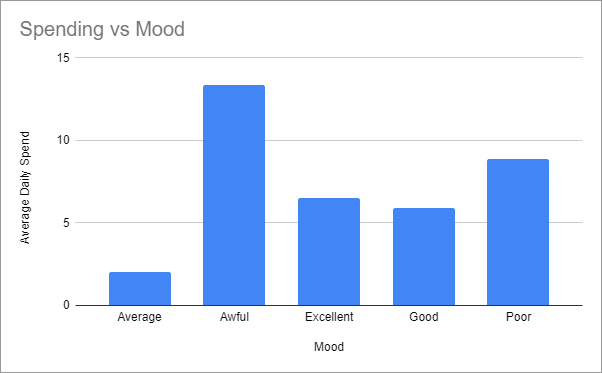 Spending vs Mood
15
10
5
0
Average Daily Spend
Average Awful Excellent Good Poor
Mood